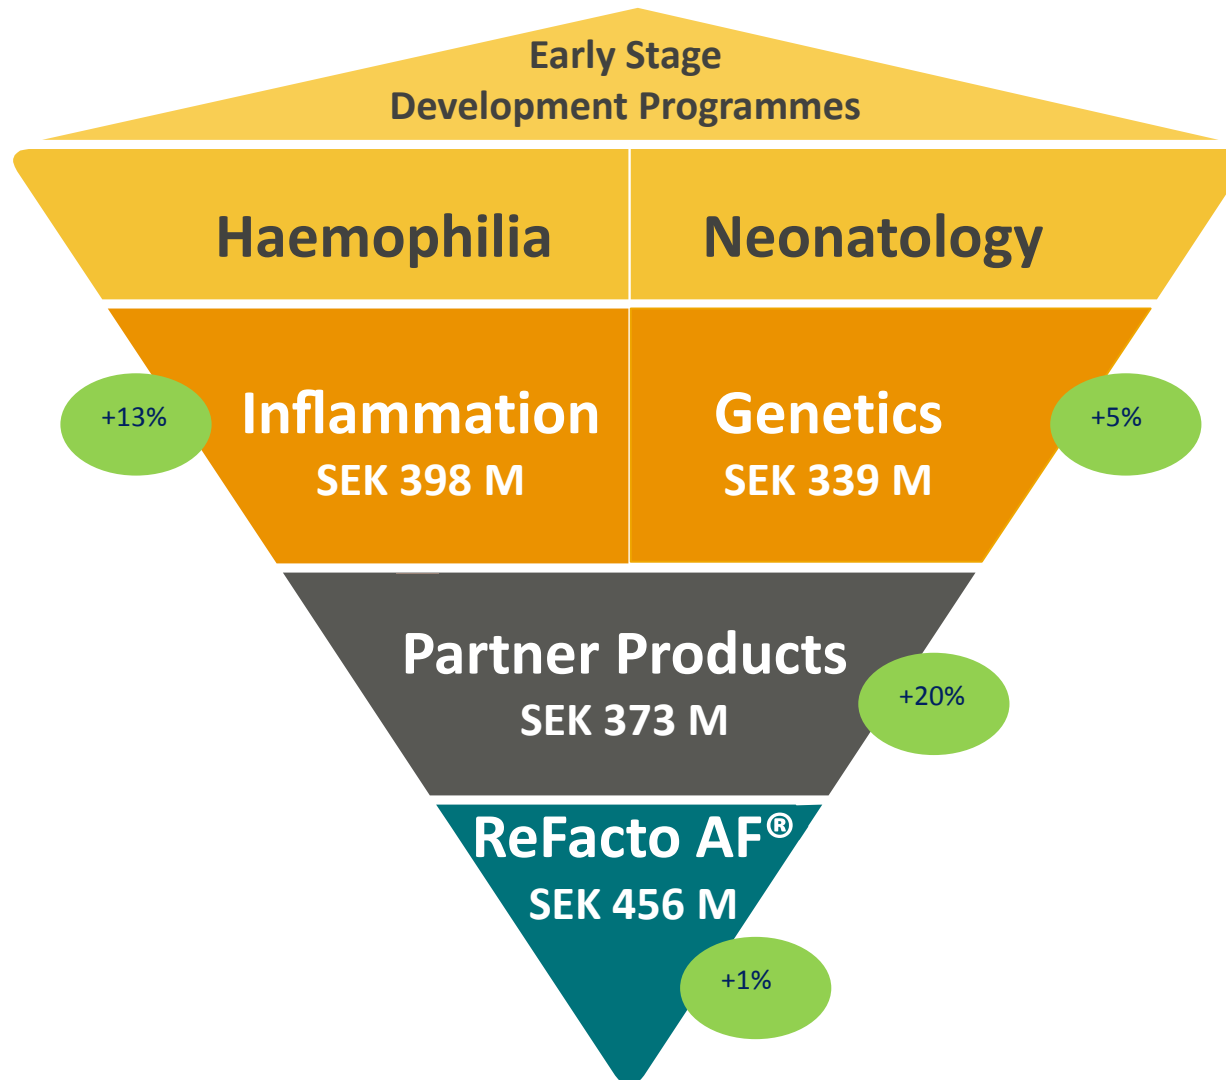 Early Stage
Development Programmes
Haemophilia
Neonatology
+13%
Inflammation
SEK 398 M
Genetics
SEK 339 M
+5%
Partner Products
SEK 373 M
+20%
ReFacto AF®
SEK 456 M
+1%